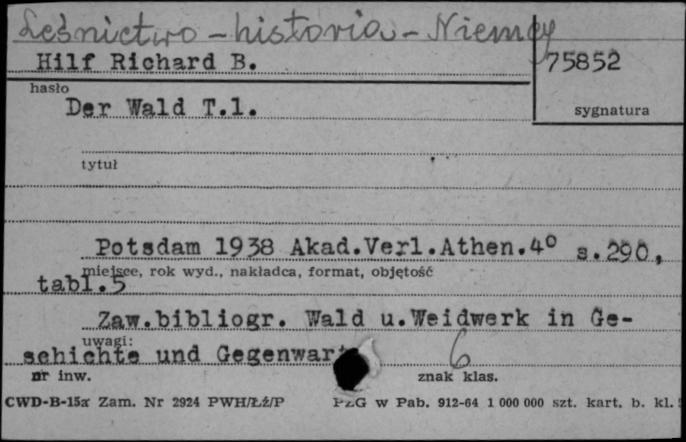 Leśnictwo - historia - Niemcy
Hilf Richard B.
75852
hasło
Der Wald T.1.
sygnatura
tytuł
Potsdam 1938 Akad.Verl.Athen.4° s.290,
miejsce, rok wyd., nakładca, format, objętość
tabl.5
Zaw.bibliogr. Wald u.Weidwerk in Ge-
uwagi:
schichte und Gegenwart
6
nr inw.
znak klas.
CWD-B-15a Zam. Nr 2924 PWH/Łż/P
PZG w Pab. 912-64 1 000 000 szt. kart. b. kl.